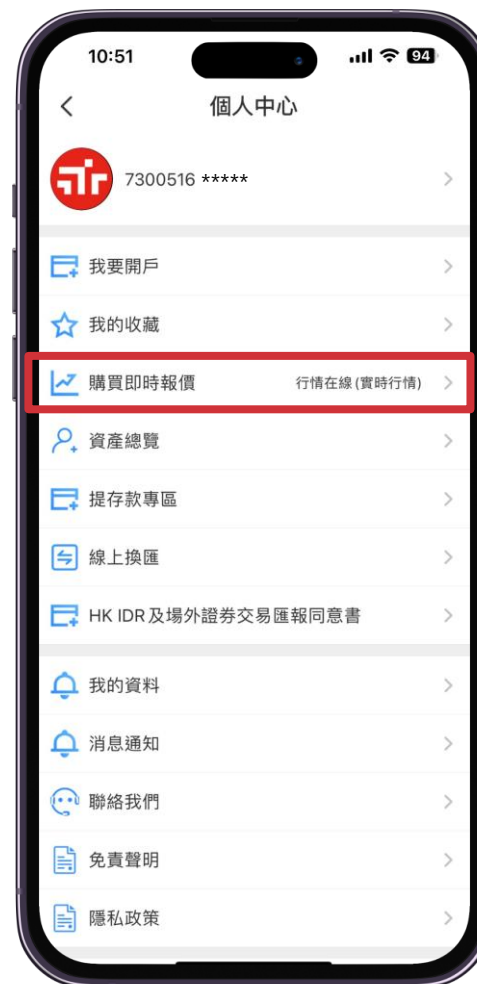 10:51
94
個人中心
7300516 *****
我要開戶
我的收藏
購買即時報價 行情在線(實時行情)
資產總覽
提存款專區
線上換匯
HK IDR及場外證券交易匯報同意書
我的資料
消息通知
聯絡我們
免責聲明
隱私政策